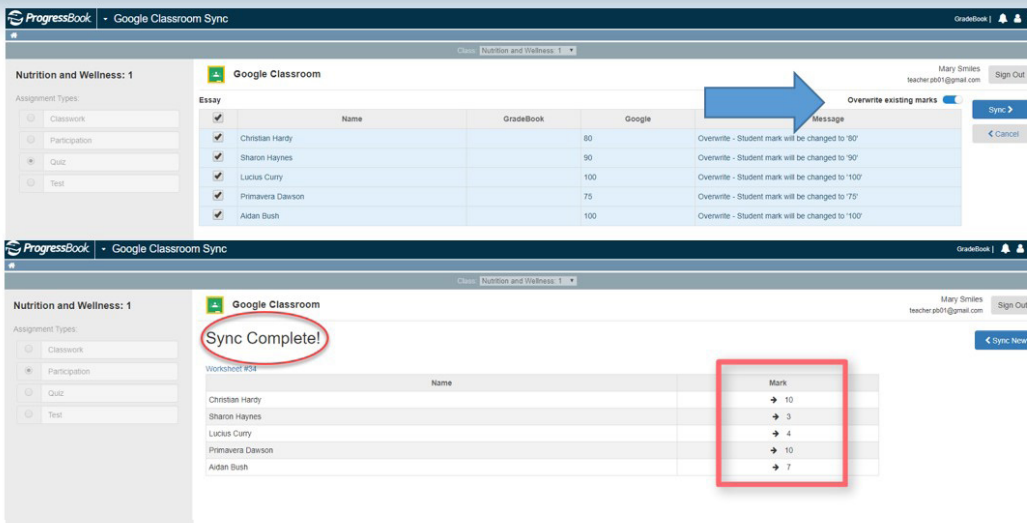 ProgressBook Google Classroom Sync GradeBook |
Class: Nutrition and Wellness: 1
Nutrition and Wellness: 1
Assignment Types:
Classwork
Participation
Quiz
Test
Google Classroom
Mary Smiles
teacher.pb01@gmail.com
Sign Out
Essay
Overwrite existing marks
Sync
Cancel
Name GradeBook Google Message
Christian Hardy 80 Overwrite - Student mark will be changed to '80'
Sharon Haynes 90 Overwrite - Student mark will be changed to '90'
Lucius Curry 100 Overwrite - Student mark will be changed to '100'
Primavera Dawson 75 Overwrite - Student mark will be changed to '75'
Aidan Bush 100 Overwrite - Student mark will be changed to '100'
ProgressBook Google Classroom Sync GradeBook |
Class: Nutrition and Wellness: 1
Nutrition and Wellness: 1
Assignment Types:
Classwork
Participation
Quiz
Test
Google Classroom
Mary Smiles
teacher.pb01@gmail.com
Sign Out
Sync Complete!
Sync New
Worksheet #34
Name Mark
Christian Hardy → 10
Sharon Haynes → 3
Lucius Curry → 4
Primavera Dawson → 10
Aidan Bush → 7